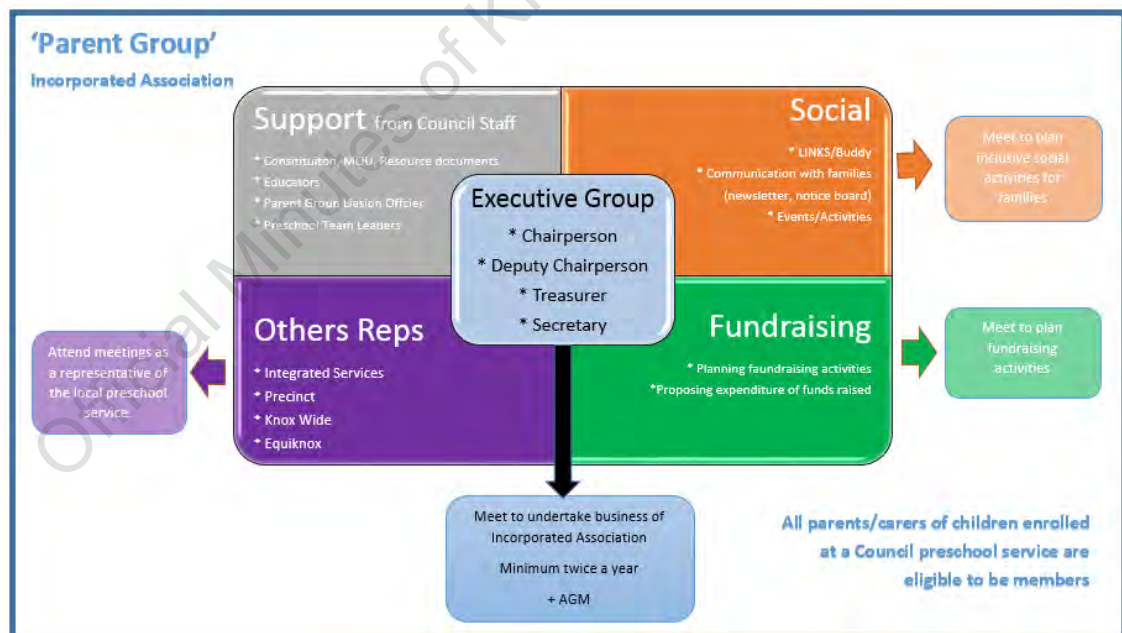 'Parent Group'
Incorporated Association
Support from Council Staff
* Constituiton, MOU, Resource documents
* Educators
* Parent Group Liasion Offcier
* Preschool Team Leaders
Social
* LINKS/Buddy
* Communication with families
(newsletter, notice board)
* Events/Activities
Meet to plan
inclusive social
activities for
families
Executive Group
* Chairperson
* Deputy Chairperson
* Treasurer
* Secretary
Others Reps
* Integrated Services
* Precinct
* Knox Wide
* Equiknox
Attend meetings as
a representative of
the local preschool
service.
Fundraising
* Planning faundraising activities
*Proposing expenditure of funds raised
Meet to plan
fundraising
activities
Meet to undertake business of
Incorporated Association
Minimum twice a year
+ AGM
All parents/carers of children enrolled
at a Council preschool service are
eligible to be members
Official Minutes of